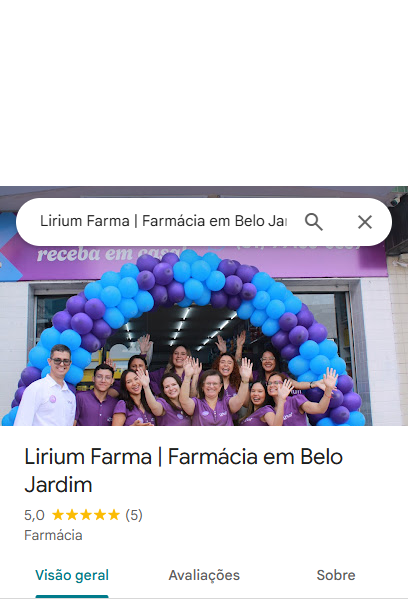 Lirium Farma | Farmácia em Belo Jar
receba em casa!
Lirium Farma | Farmácia em Belo
Jardim
5,0 ★★★★★ (5)
Farmácia
Visão geral Avaliações Sobre